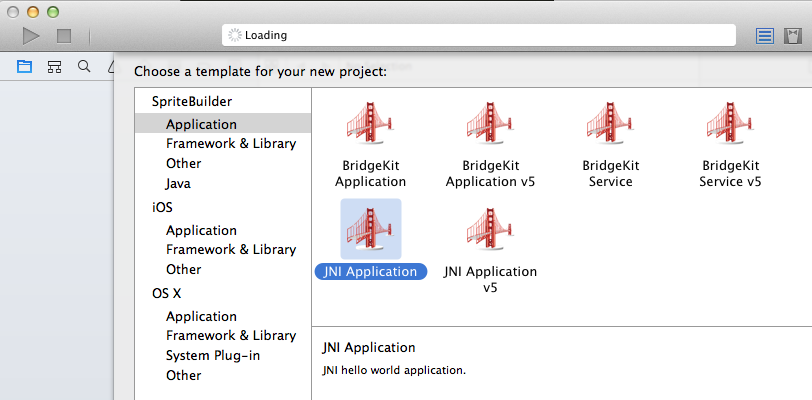 Loading
Choose a template for your new project:
SpriteBuilder
Application
Framework & Library
Other
Java
iOS
Application
Framework & Library
Other
OS X
Application
Framework & Library
System Plug-in
Other
BridgeKit
Application
BridgeKit
Application v5
BridgeKit
Service
BridgeKit
Service v5
JNI Application
JNI Application
v5
JNI Application
JNI hello world application.